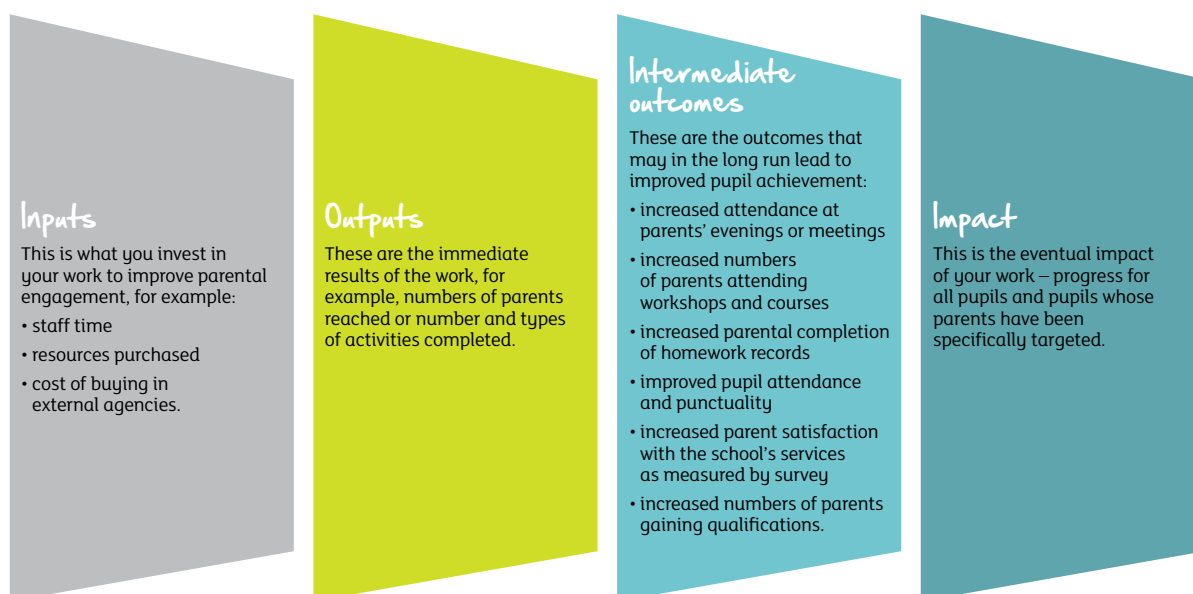 Inputs
This is what you invest in
your work to improve parental
engagement, for example:
• staff time
• resources purchased
• cost of buying in
external agencies.
Outputs
These are the immediate
results of the work, for
example, numbers of parents
reached or number and types
of activities completed.
Intermediate
outcomes
These are the outcomes that
may in the long run lead to
improved pupil achievement:
• increased attendance at
parents’ evenings or meetings
• increased numbers
of parents attending
workshops and courses
• increased parental completion
of homework records
• improved pupil attendance
and punctuality
• increased parent satisfaction
with the school’s services
as measured by survey
• increased numbers of parents
gaining qualifications.
Impact
This is the eventual impact
of your work – progress for
all pupils and pupils whose
parents have been
specifically targeted.